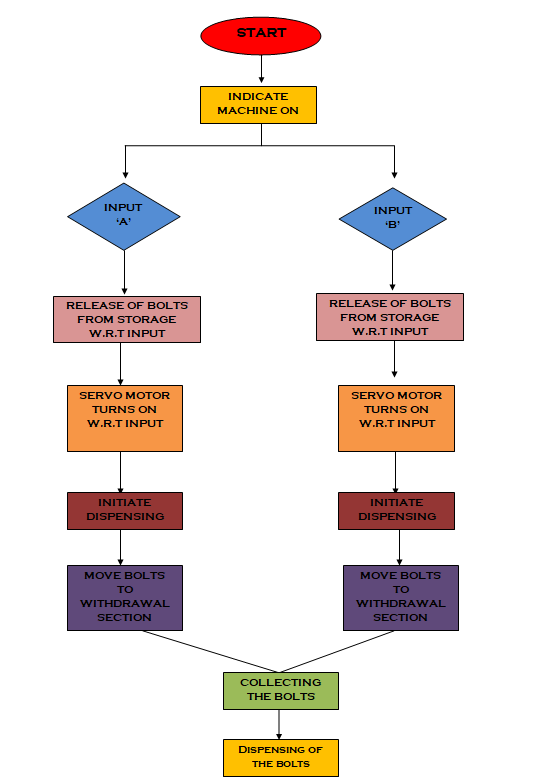 START
INDICATE
MACHINE ON
INPUT
‘A’
INPUT
‘B’
RELEASE OF BOLTS
FROM STORAGE
W.R.T INPUT
RELEASE OF BOLTS
FROM STORAGE
W.R.T INPUT
SERVO MOTOR
TURNS ON
W.R.T INPUT
SERVO MOTOR
TURNS ON
W.R.T INPUT
INITIATE
DISPENSING
INITIATE
DISPENSING
MOVE BOLTS
TO
WITHDRAWAL
SECTION
MOVE BOLTS
TO
WITHDRAWAL
SECTION
COLLECTING
THE BOLTS
DISPENSING OF
THE BOLTS